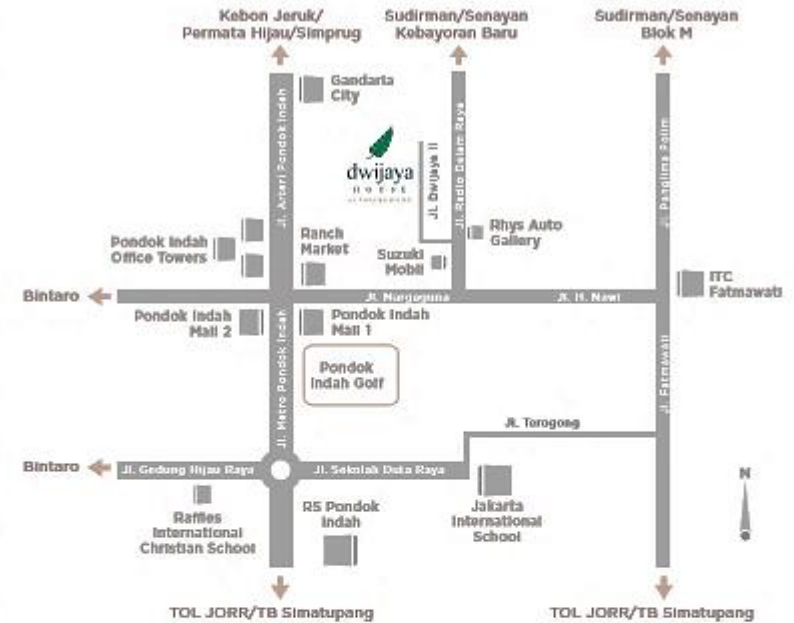 Kebon Jeruk/
Permata Hijau/Simprug
Sudirman/Senayan
Kebayoran Baru
Sudirman/Senayan
Blok M
Gandaria
City
Jl. Arteri Pondok Indah
dwijaya
HOUSE
Jl. Dwijaya II
Jl. Radio Dalam Raya
Jl. Panglima Polim
Pondok Indah
Office Towers
Ranch
Market
Suzuki
Mobil
Rhys Auto
Gallery
ITC
Fatmawati
Bintaro
Jl. Margaguna
Jl. H. Nawi
Pondok Indah
Mall 2
Pondok Indah
Mall 1
Jl. Metro Pondok Indah
Pondok
Indah Golf
Jl. Fatmawati
Jl. Terogong
Bintaro
Jl. Gedung Hijau Raya
Jl. Sekolah Duta Raya
Raffles
International
Christian School
RS Pondok
Indah
Jakarta
International
School
N
TOL JORR/TB Simatupang
TOL JORR/TB Simatupang